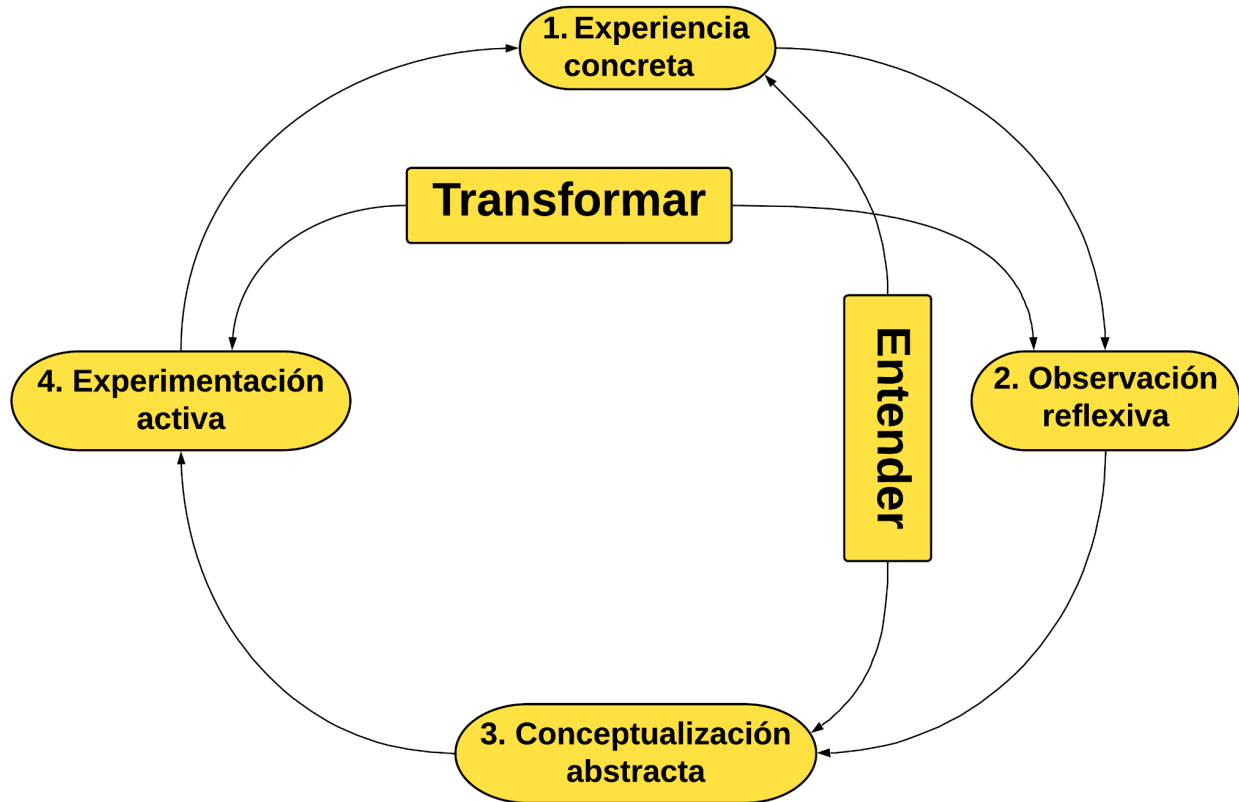 1. Experiencia
concreta
Transformar
Entender
4. Experimentación
activa
2. Observación
reflexiva
3. Conceptualización
abstracta